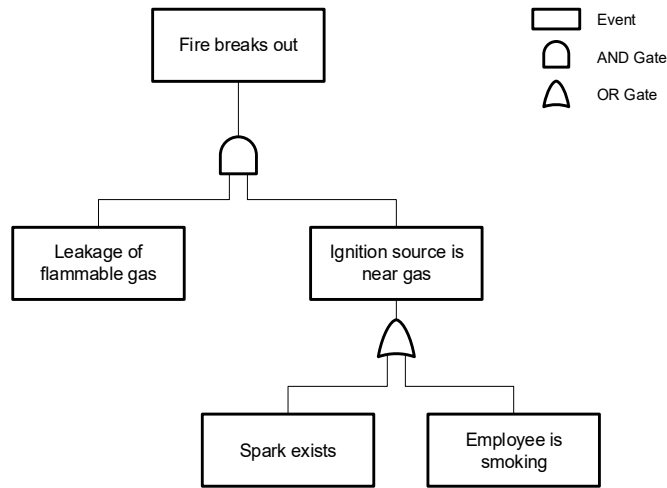 Fire breaks out
Event
AND Gate
OR Gate
Leakage of
flammable gas
Ignition source is
near gas
Spark exists
Employee is
smoking